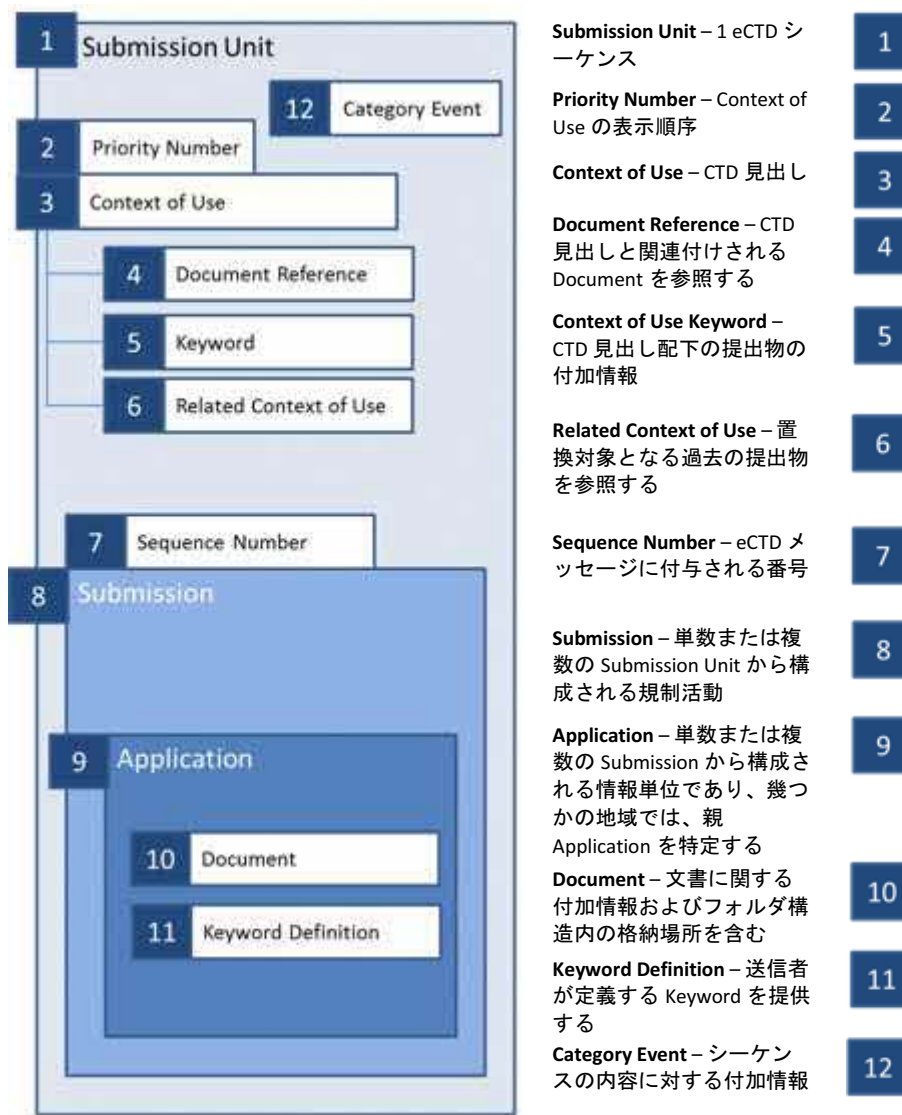 1 Submission Unit
12 Category Event
2 Priority Number
3 Context of Use
4 Document Reference
5 Keyword
6 Related Context of Use
7 Sequence Number
8 Submission
9 Application
10 Document
11 Keyword Definition
Submission Unit – 1 eCTD シ
ーケンス
1
Priority Number – Context of
Use の表示順序
2
Context of Use – CTD 見出し
3
Document Reference – CTD
見出しと関連付けされる
Document を参照する
4
Context of Use Keyword –
CTD 見出し配下の提出物の
付加情報
5
Related Context of Use – 置
換対象となる過去の提出物
を参照する
6
Sequence Number – eCTD メ
ッセージに付与される番号
7
Submission – 単数または複
数の Submission Unit から構
成される規制活動
8
Application – 単数または複
数の Submission から構成さ
れる情報単位であり、幾つ
かの地域では、親
Application を特定する
9
Document – 文書に関する
付加情報およびフォルダ構
造内の格納場所を含む
10
Keyword Definition – 送信者
が定義する Keyword を提供
する
11
Category Event – シーケン
スの内容に対する付加情報
12